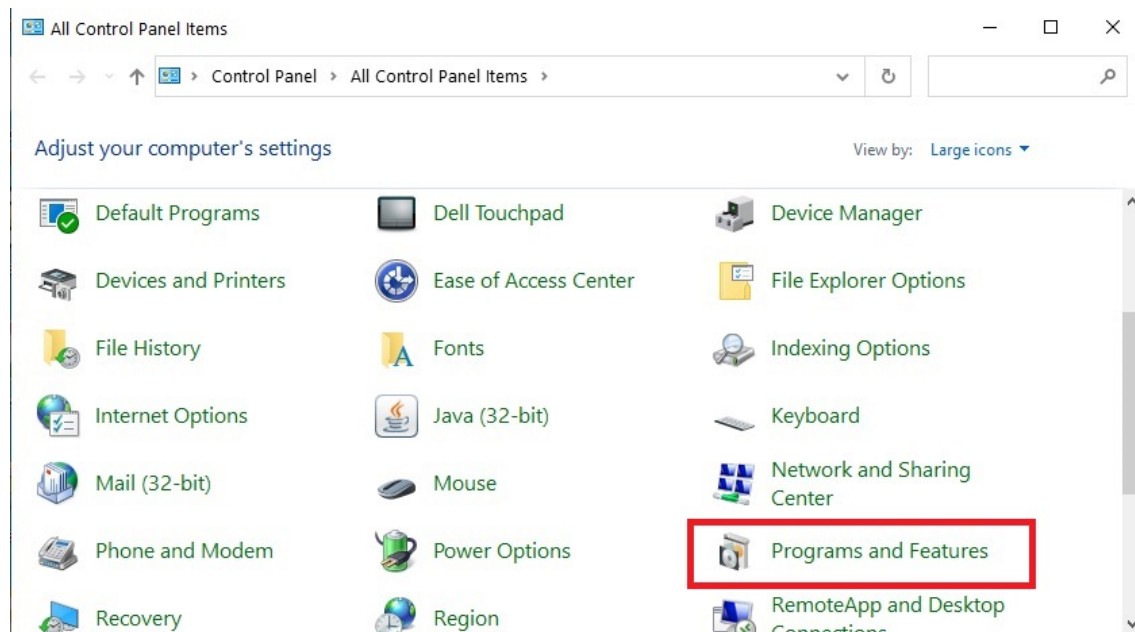 All Control Panel Items
Control Panel › All Control Panel Items ›
Adjust your computer's settings
View by: Large icons
Default Programs
Dell Touchpad
Device Manager
Devices and Printers
Ease of Access Center
File Explorer Options
File History
Fonts
Indexing Options
Internet Options
Java (32-bit)
Keyboard
Mail (32-bit)
Mouse
Network and Sharing
Center
Phone and Modem
Power Options
Programs and Features
Recovery
Region
RemoteApp and Desktop
Connections